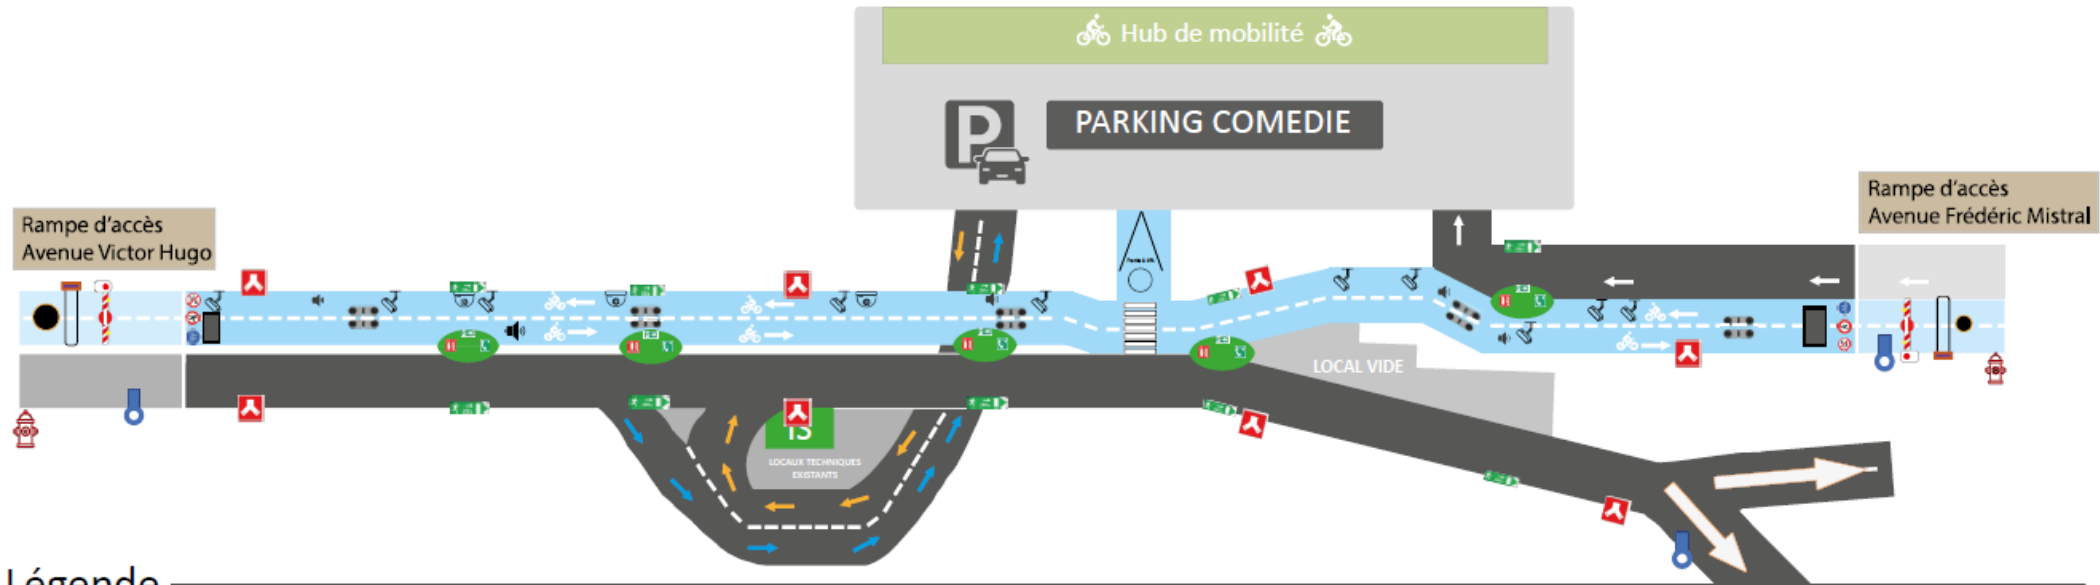 Hub de mobilité
P
PARKING COMEDIE
Rampe d'accès
Avenue Victor Hugo
Rampe d'accès
Avenue Frédéric Mistral
LOCAL VIDE
IS
LOCAUX TECHNIQUES
EXISTANTS
Légende